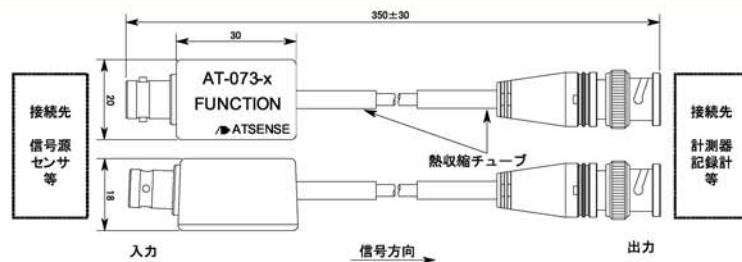 350±30
30
AT-073-x
FUNCTION
ATSENSE
20
接続先
信号源
センサ
等
接続先
計測器
記録計
等
熱収縮チューブ
18
入力
信号方向
出力